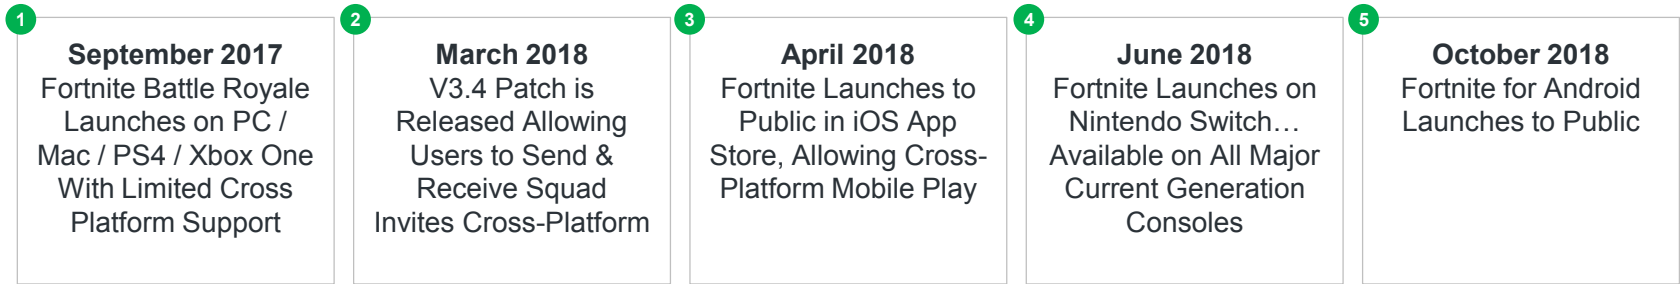 1
September 2017
Fortnite Battle Royale
Launches on PC /
Mac / PS4 / Xbox One
With Limited Cross
Platform Support
2
March 2018
V3.4 Patch is
Released Allowing
Users to Send &
Receive Squad
Invites Cross-Platform
3
April 2018
Fortnite Launches to
Public in iOS App
Store, Allowing Cross-
Platform Mobile Play
4
June 2018
Fortnite Launches on
Nintendo Switch…
Available on All Major
Current Generation
Consoles
5
October 2018
Fortnite for Android
Launches to Public